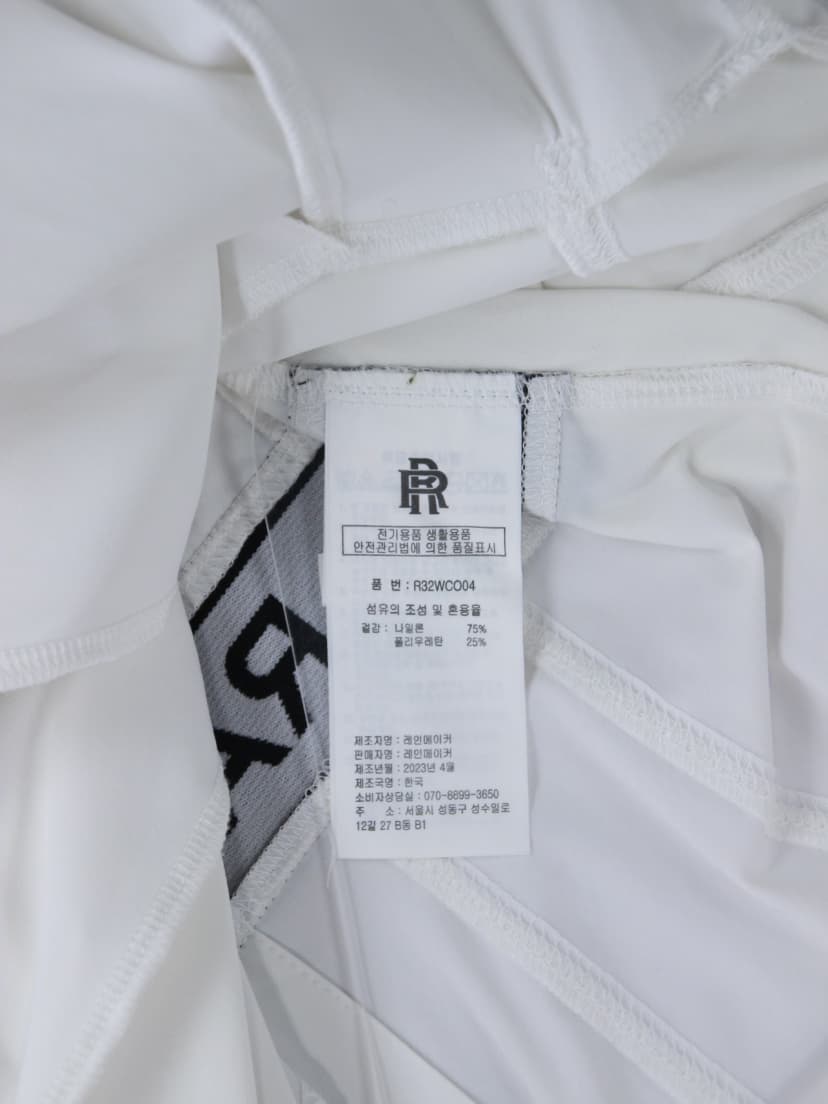 R
전기용품 생활용품
안전관리법에 의한 품질표시
품 번 : R32WCO04
섬유의 조성 및 혼용율
겉감 : 나일론 75%
폴리우레탄 25%
제조자명 : 레인메이커
판매자명 : 레인메이커
제조년월 : 2023년 4월
제조국명 : 한국
소비자상담실 : 070-8899-3650
주 소 : 서울시 성동구 성수일로
12길 27 B동 B1